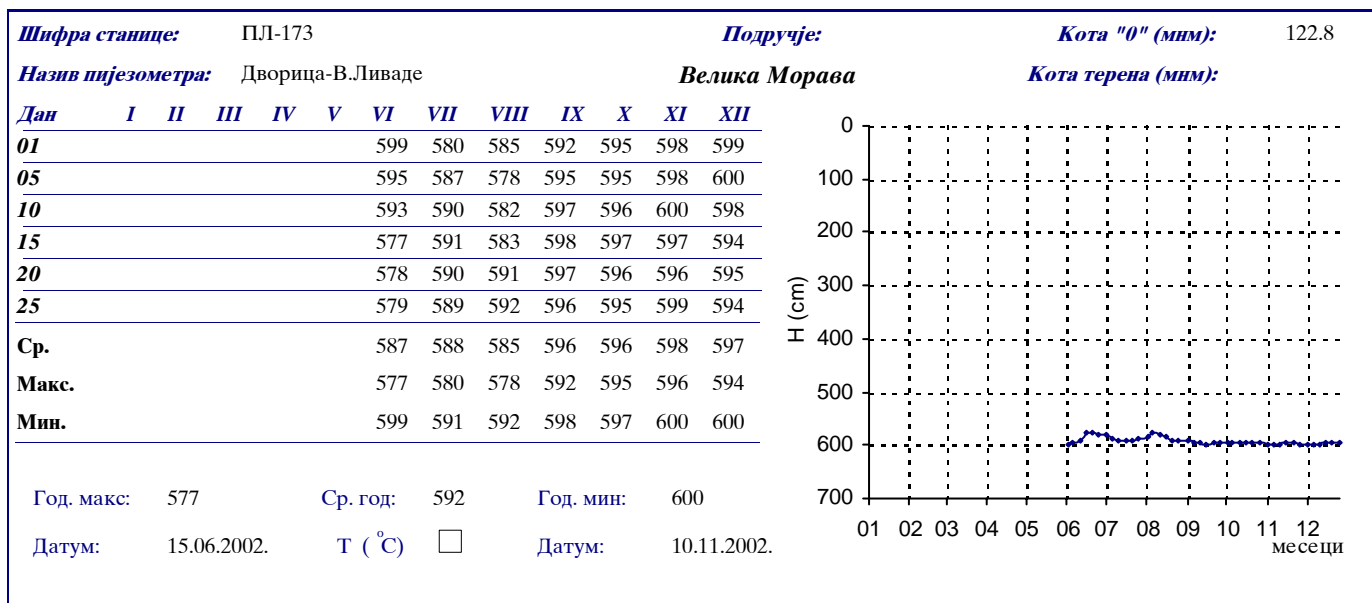 Шифра станице: ПЛ-173 Подручје: Кота "0" (мнм): 122.8
Назив пијезометра: Дворица-В.Ливаде Велика Морава Кота терена (мнм):
Дан I II III IV V VI VII VIII IX X XI XII
01 599 580 585 592 595 598 599
05 595 587 578 595 595 598 600
10 593 590 582 597 596 600 598
15 577 591 583 598 597 597 594
20 578 590 591 597 596 596 595
25 579 589 592 596 595 599 594
Ср. 587 588 585 596 596 598 597
Макс. 577 580 578 592 595 596 594
Мин. 599 591 592 598 597 600 600
Год. макс: 577 Ср. год: 592 Год. мин: 600
Датум: 15.06.2002. Т ( °C) Датум: 10.11.2002.
0
100
200
300
400
500
600
700
H (cm)
01 02 03 04 05 06 07 08 09 10 11 12
месеци